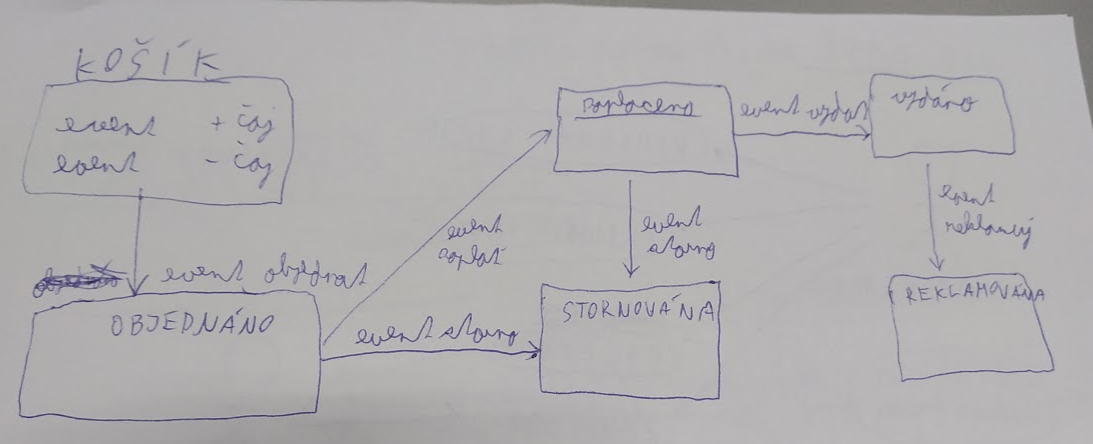 KOŠÍK
event + čaj
event - čaj
event objednat
OBJEDNÁNO
event zaplať
event storno
zaplaceno
event vydat
vydáno
event storno
event reklamuj
STORNOVÁNA
REKLAMOVÁNA